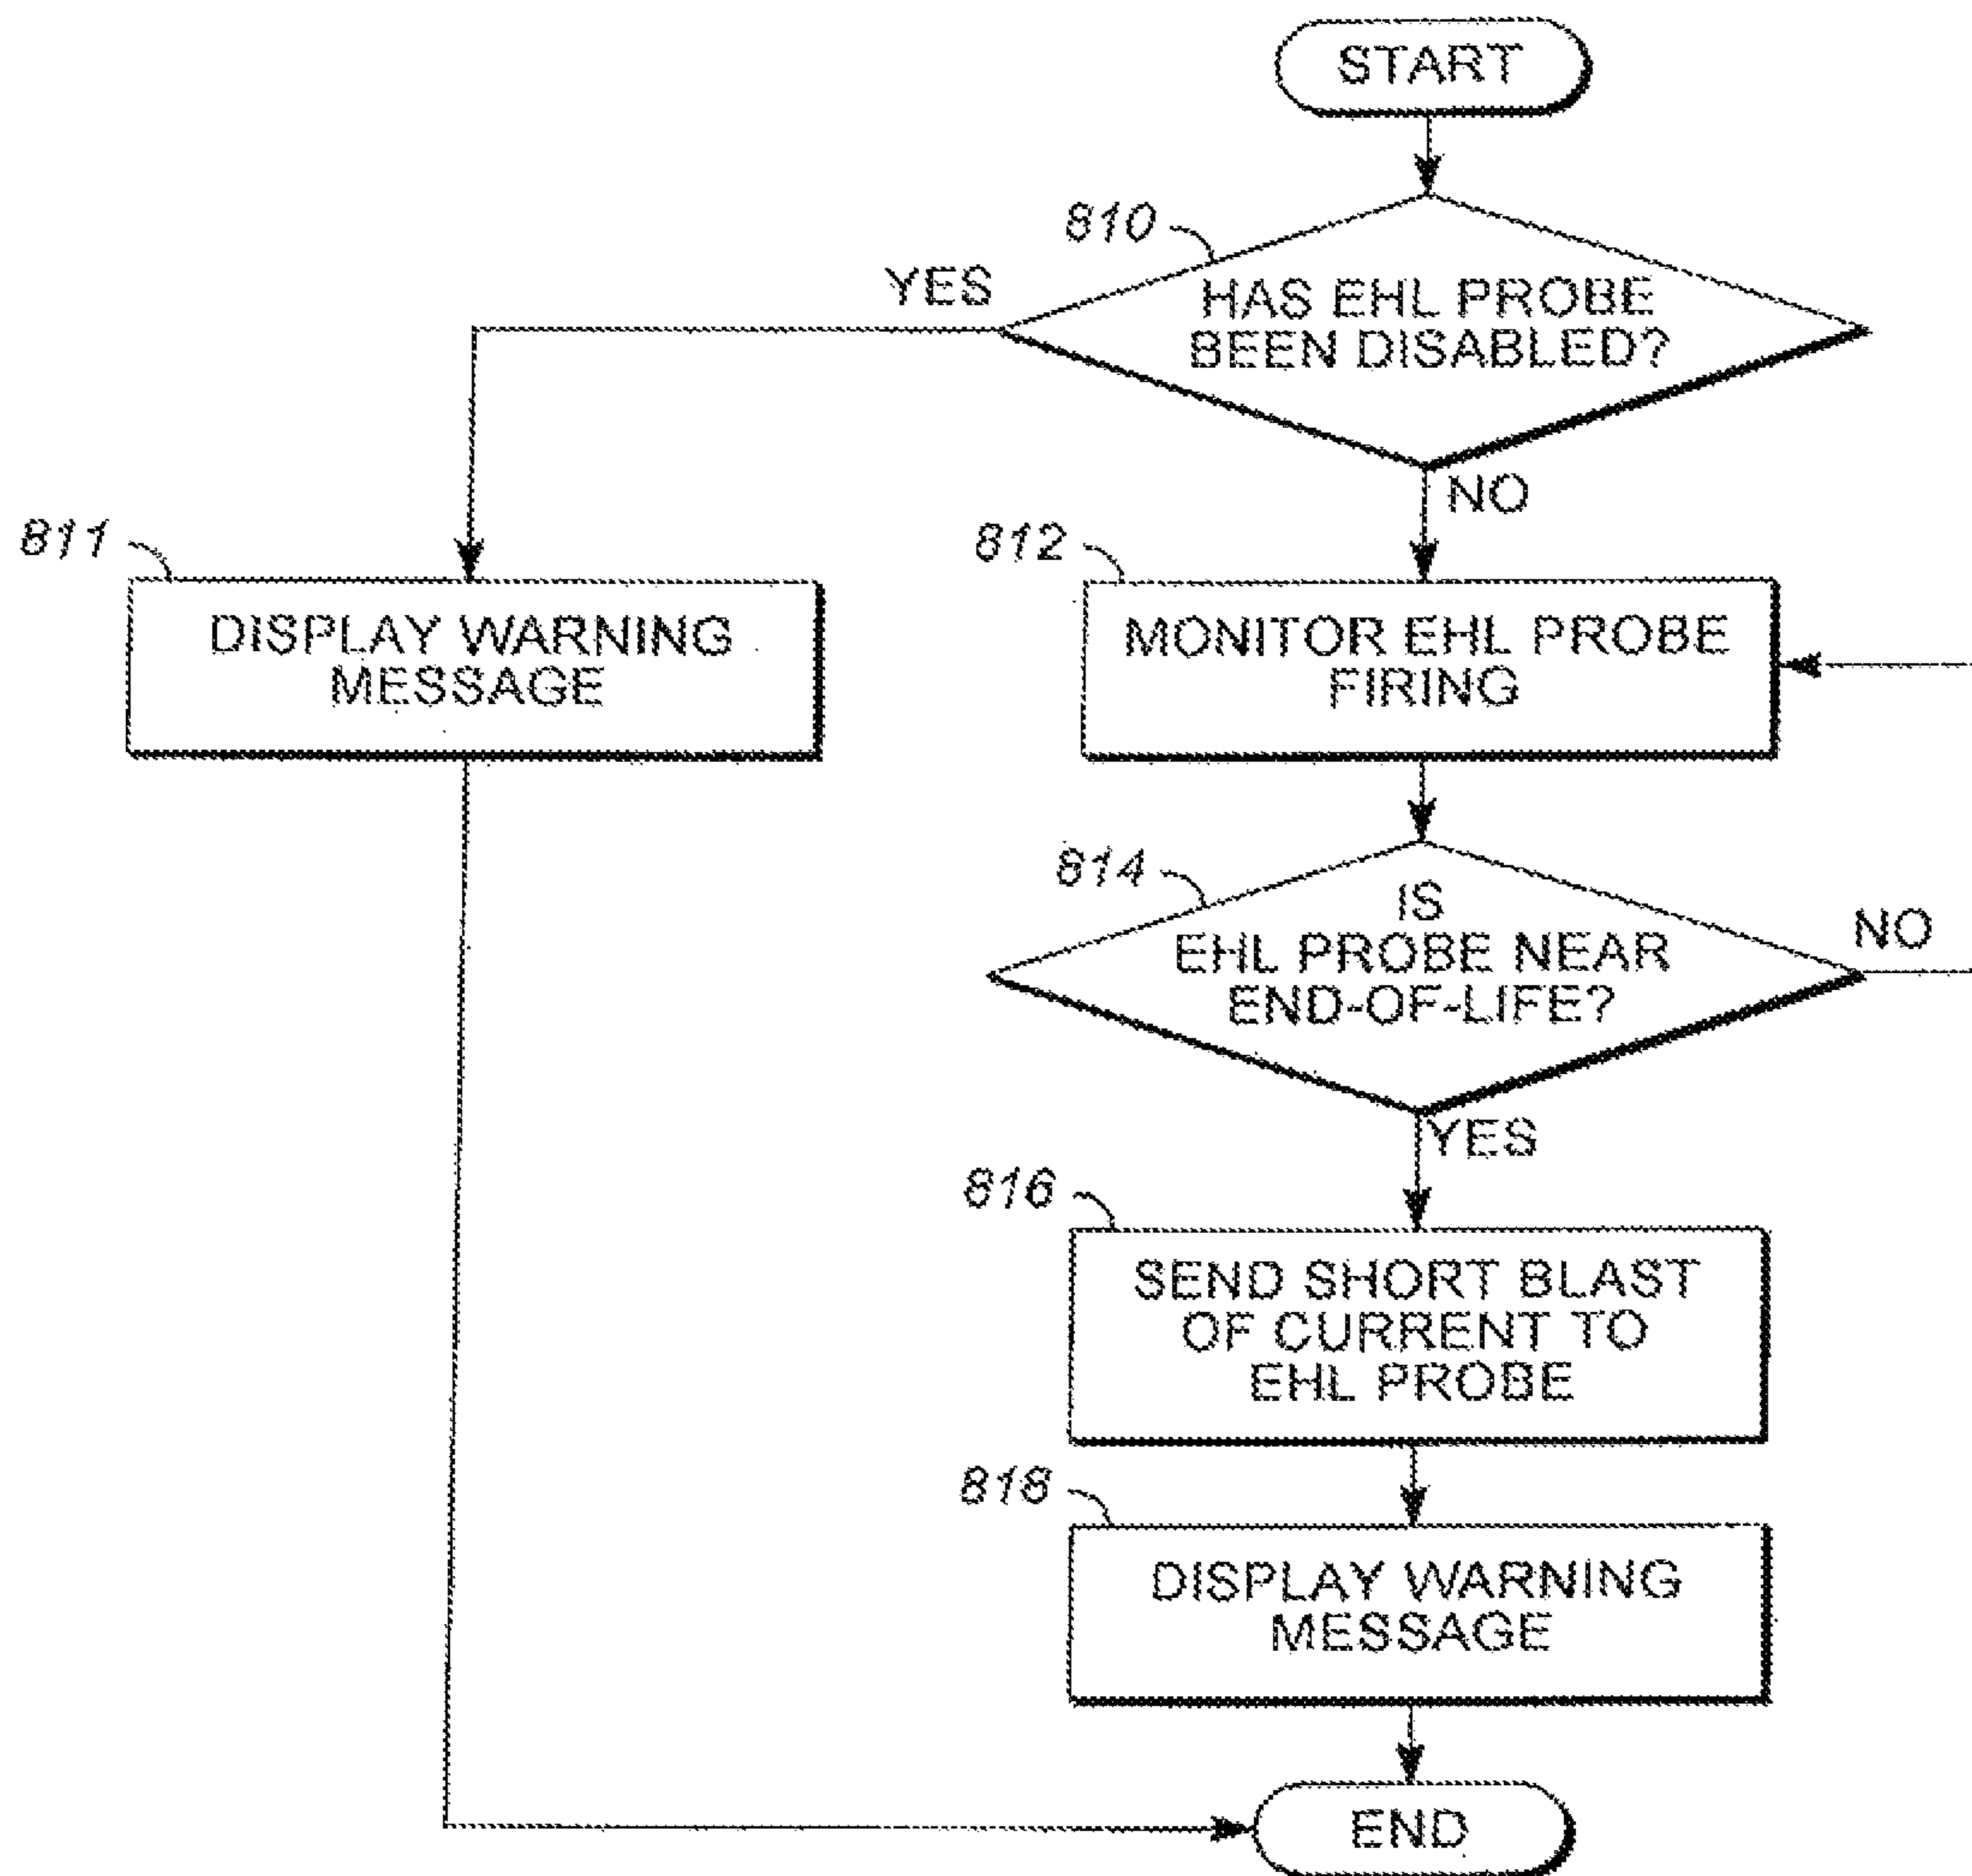 START
810
YES
HAS EHL PROBE
BEEN DISABLED?
NO
811
812
DISPLAY WARNING
MESSAGE
MONITOR EHL PROBE
FIRING
814
IS
EHL PROBE NEAR
END-OF-LIFE?
NO
YES
816
SEND SHORT BLAST
OF CURRENT TO
EHL PROBE
818
DISPLAY WARNING
MESSAGE
END